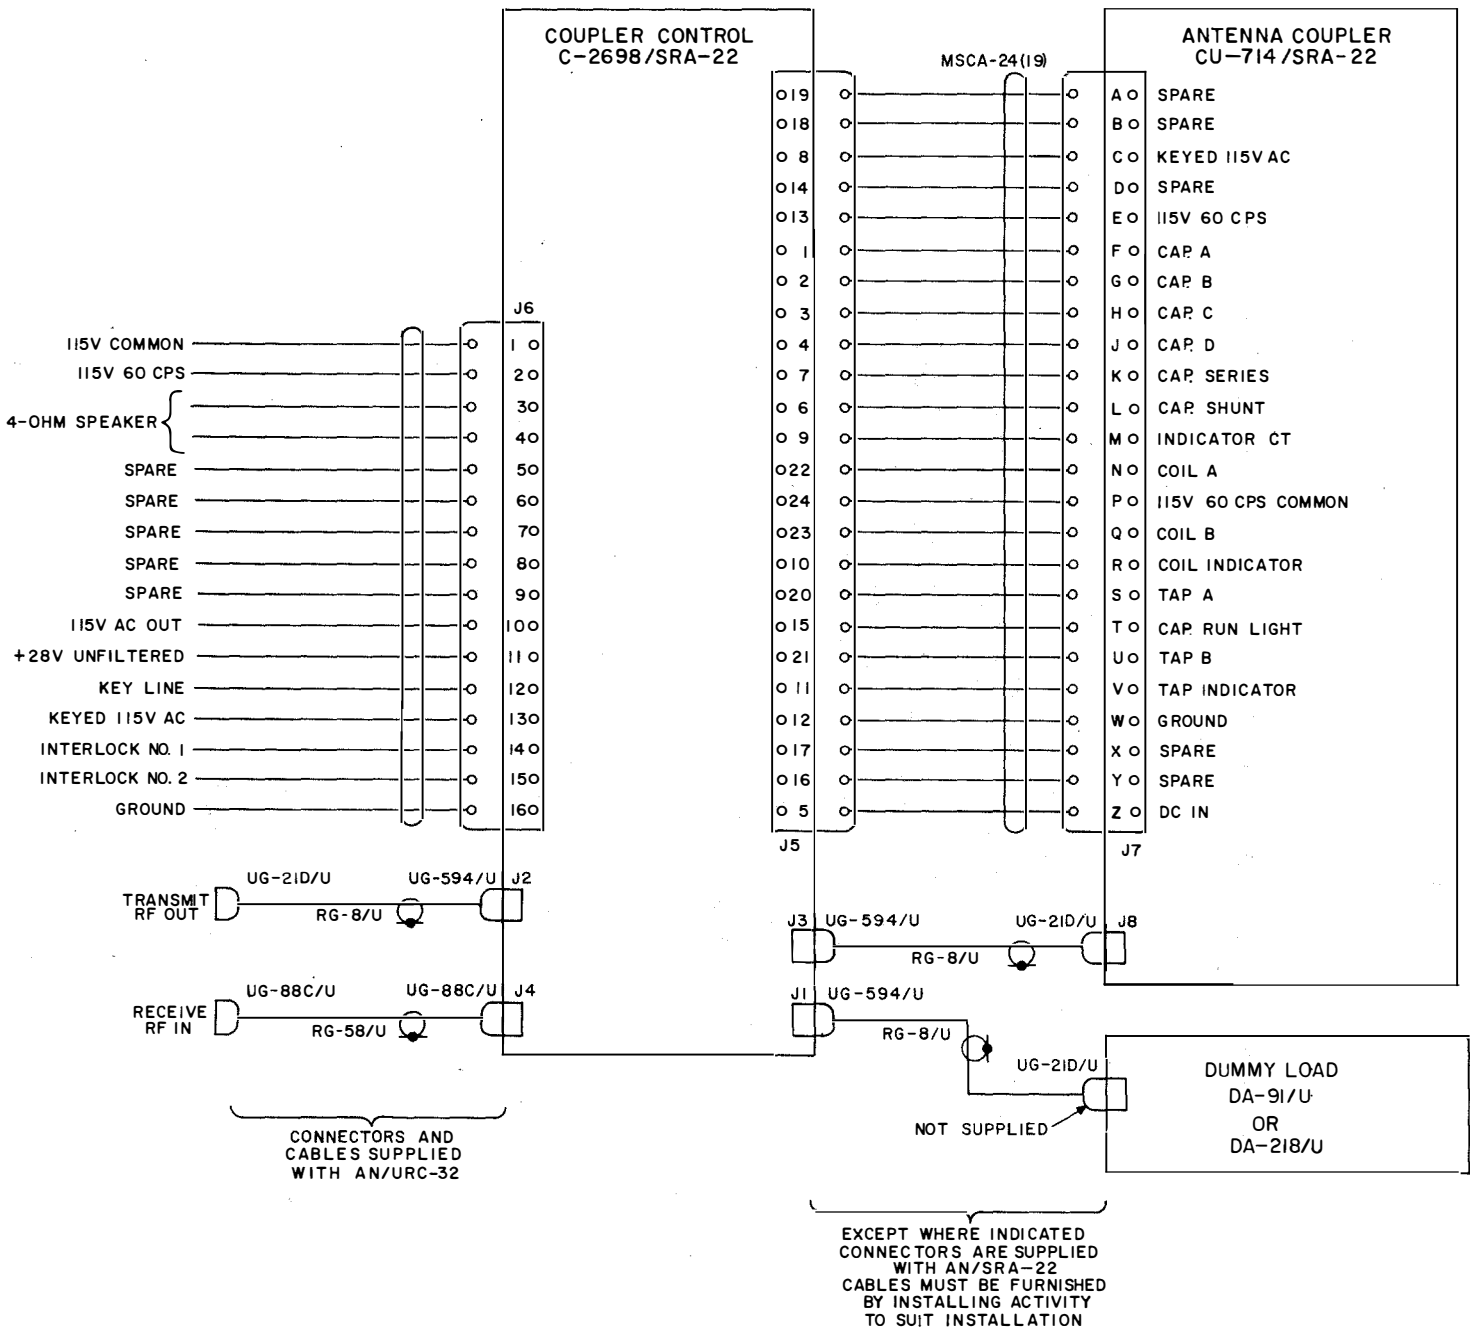 COUPLER CONTROL
C-2698/SRA-22
ANTENNA COUPLER
CU-714/SRA-22
MSCA-24(19)
19 A SPARE
18 B SPARE
8 C KEYED 115V AC
14 D SPARE
13 E 115V 60 CPS
1 F CAP. A
2 G CAP. B
3 H CAP. C
4 J CAP. D
7 K CAP. SERIES
6 L CAP. SHUNT
9 M INDICATOR CT
22 N COIL A
24 P 115V 60 CPS COMMON
23 Q COIL B
10 R COIL INDICATOR
20 S TAP A
15 T CAP. RUN LIGHT
21 U TAP B
11 V TAP INDICATOR
12 W GROUND
17 X SPARE
16 Y SPARE
5 Z DC IN
J5
J7
J6
115V COMMON 1
115V 60 CPS 2
4-OHM SPEAKER
3
4
SPARE 5
SPARE 6
SPARE 7
SPARE 8
SPARE 9
115V AC OUT 10
+28V UNFILTERED 11
KEY LINE 12
KEYED 115V AC 13
INTERLOCK NO. 1 14
INTERLOCK NO. 2 15
GROUND 16
TRANSMIT
RF OUT
UG-21D/U
RG-8/U
UG-594/U
J2
RECEIVE
RF IN
UG-88C/U
RG-58/U
UG-88C/U
J4
J3
UG-594/U
RG-8/U
UG-21D/U
J8
J1
UG-594/U
RG-8/U
UG-21D/U
NOT SUPPLIED
DUMMY LOAD
DA-91/U
OR
DA-218/U
CONNECTORS AND
CABLES SUPPLIED
WITH AN/URC-32
EXCEPT WHERE INDICATED
CONNECTORS ARE SUPPLIED
WITH AN/SRA-22
CABLES MUST BE FURNISHED
BY INSTALLING ACTIVITY
TO SUIT INSTALLATION